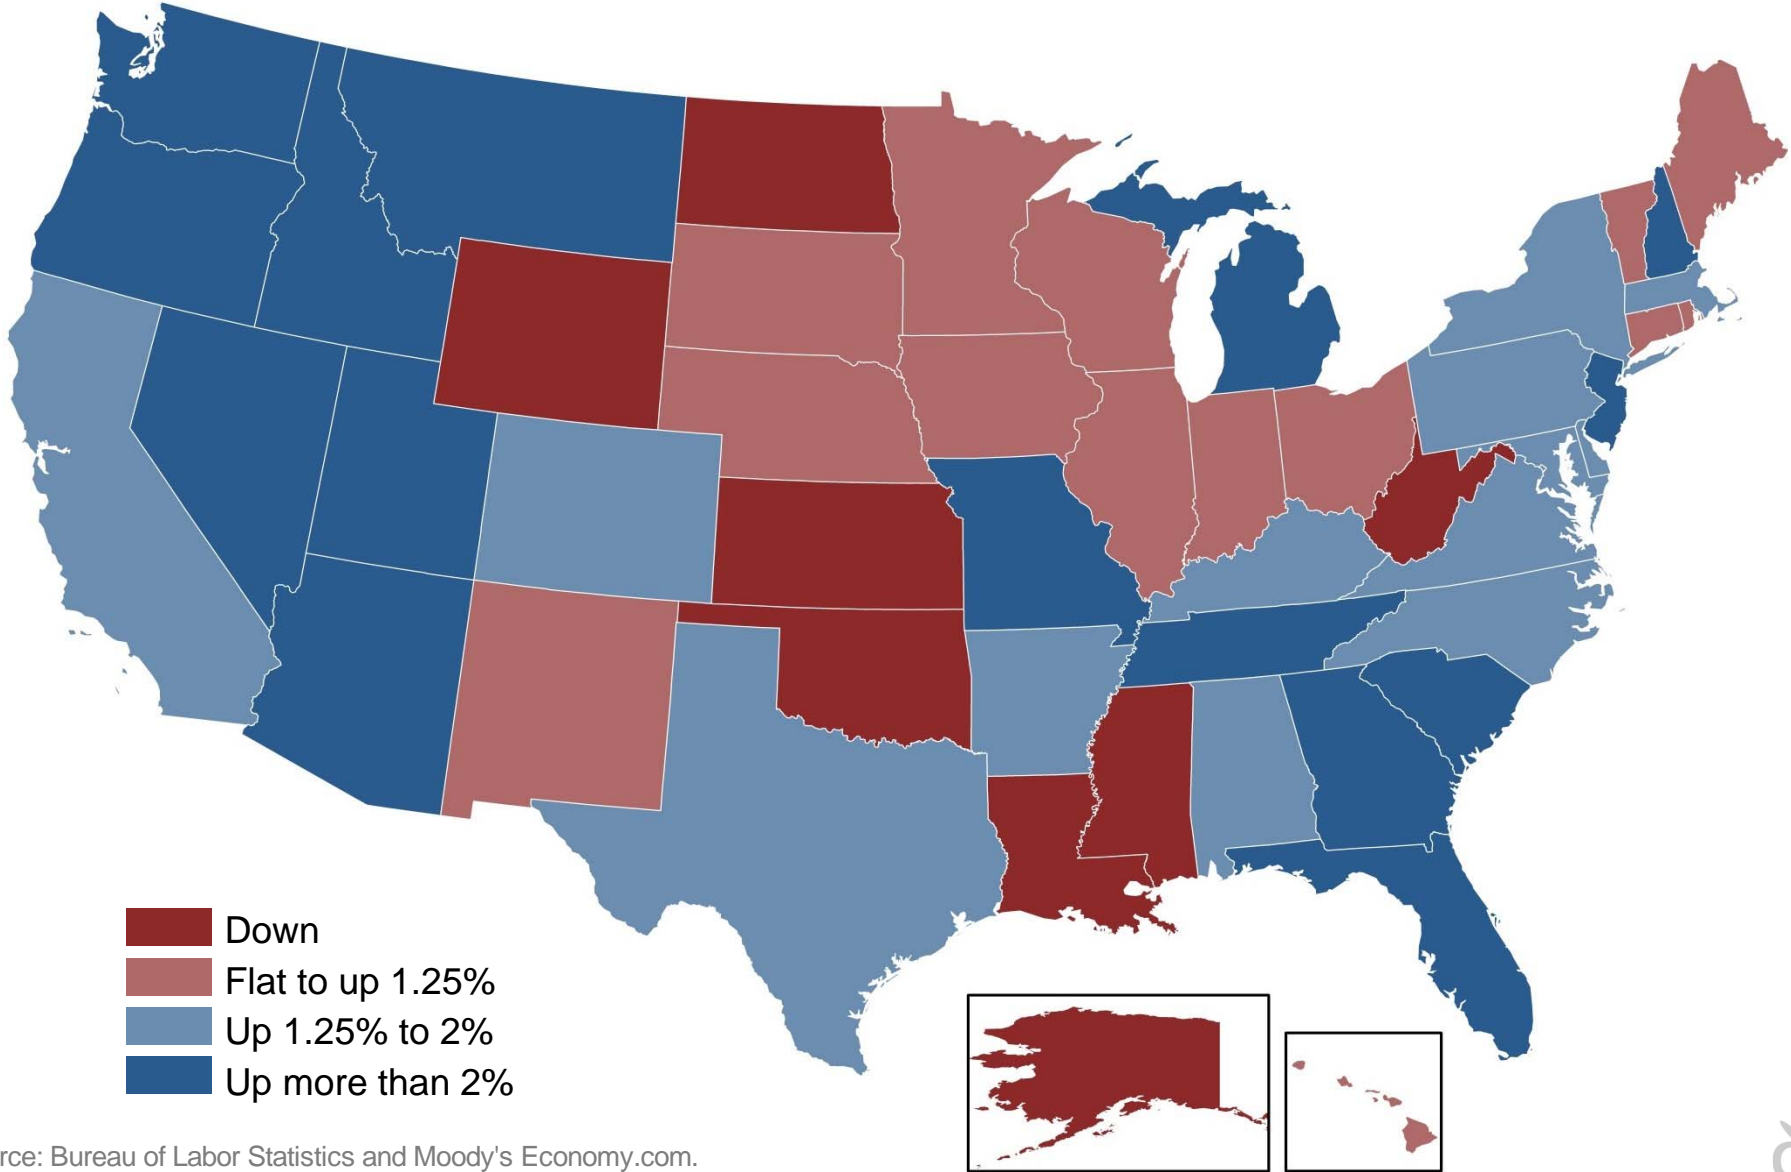 Down
Flat to up 1.25%
Up 1.25% to 2%
Up more than 2%
rce: Bureau of Labor Statistics and Moody's Economy.com.